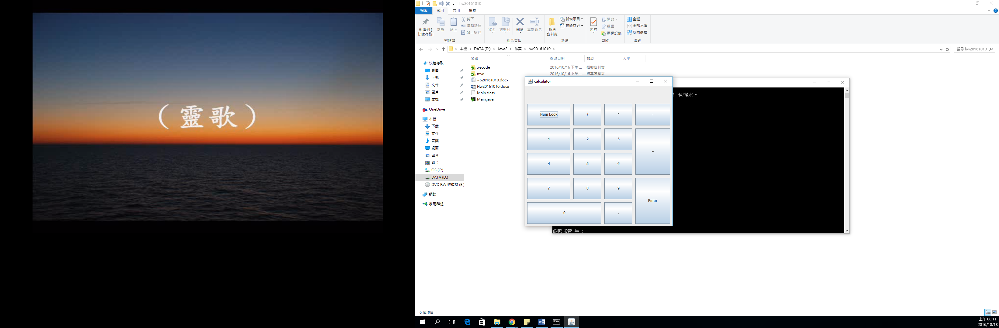 （靈歌）
hw20161010
檔案 常用 共用 檢視
釘選到 [
快速存取]
複製
貼上
剪下
複製路徑
貼上捷徑
剪貼簿
移至
複製到
刪除
重新命名
組合管理
新增
資料夾
新增項目
輕鬆存取
新增
內容
開啟
編輯
歷程記錄
開啟
全選
全部不選
反向選擇
選取
本機 > DATA (D:) > Java2 > 作業 > hw20161010 >
搜尋 hw20161010
快速存取
桌面
下載
文件
圖片
本機
OneDrive
本機
下載
文件
音樂
桌面
圖片
影片
OS (C:)
DATA (D:)
DVD RW 磁碟機 (E:)
網路
家用群組
名稱 修改日期 類型 大小
.vscode 2016/10/16 下午 ... 檔案資料夾
mvc 2016/10/16 下午 ... 檔案資料夾
~$20161010.docx
Hw20161010.docx
Main.class
Main.java
calculator
Num Lock / * -
1 2 3 +
4 5 6
7 8 9 Enter
0 .
一切權利。
微軟注音 半 :
6 個項目
上午 08:11
2016/10/18